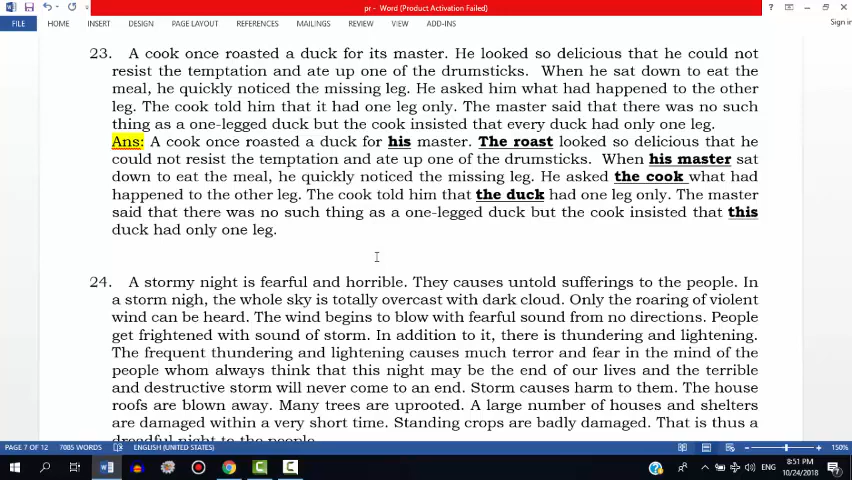 pr - Word (Product Activation Failed)
FILE HOME INSERT DESIGN PAGE LAYOUT REFERENCES MAILINGS REVIEW VIEW ADD-INS Sign in
23. A cook once roasted a duck for its master. He looked so delicious that he could not
resist the temptation and ate up one of the drumsticks. When he sat down to eat the
meal, he quickly noticed the missing leg. He asked him what had happened to the other
leg. The cook told him that it had one leg only. The master said that there was no such
thing as a one-legged duck but the cook insisted that every duck had only one leg.
Ans: A cook once roasted a duck for his master. The roast looked so delicious that he
could not resist the temptation and ate up one of the drumsticks. When his master sat
down to eat the meal, he quickly noticed the missing leg. He asked the cook what had
happened to the other leg. The cook told him that the duck had one leg only. The master
said that there was no such thing as a one-legged duck but the cook insisted that this
duck had only one leg.
24. A stormy night is fearful and horrible. They causes untold sufferings to the people. In
a storm nigh, the whole sky is totally overcast with dark cloud. Only the roaring of violent
wind can be heard. The wind begins to blow with fearful sound from no directions. People
get frightened with sound of storm. In addition to it, there is thundering and lightening.
The frequent thundering and lightening causes much terror and fear in the mind of the
people whom always think that this night may be the end of our lives and the terrible
and destructive storm will never come to an end. Storm causes harm to them. The house
roofs are blown away. Many trees are uprooted. A large number of houses and shelters
are damaged within a very short time. Standing crops are badly damaged. That is thus a
dreadful night to the people.
PAGE 7 OF 12 7085 WORDS ENGLISH (UNITED STATES) 150%
ENG 8:51 PM
10/24/2018